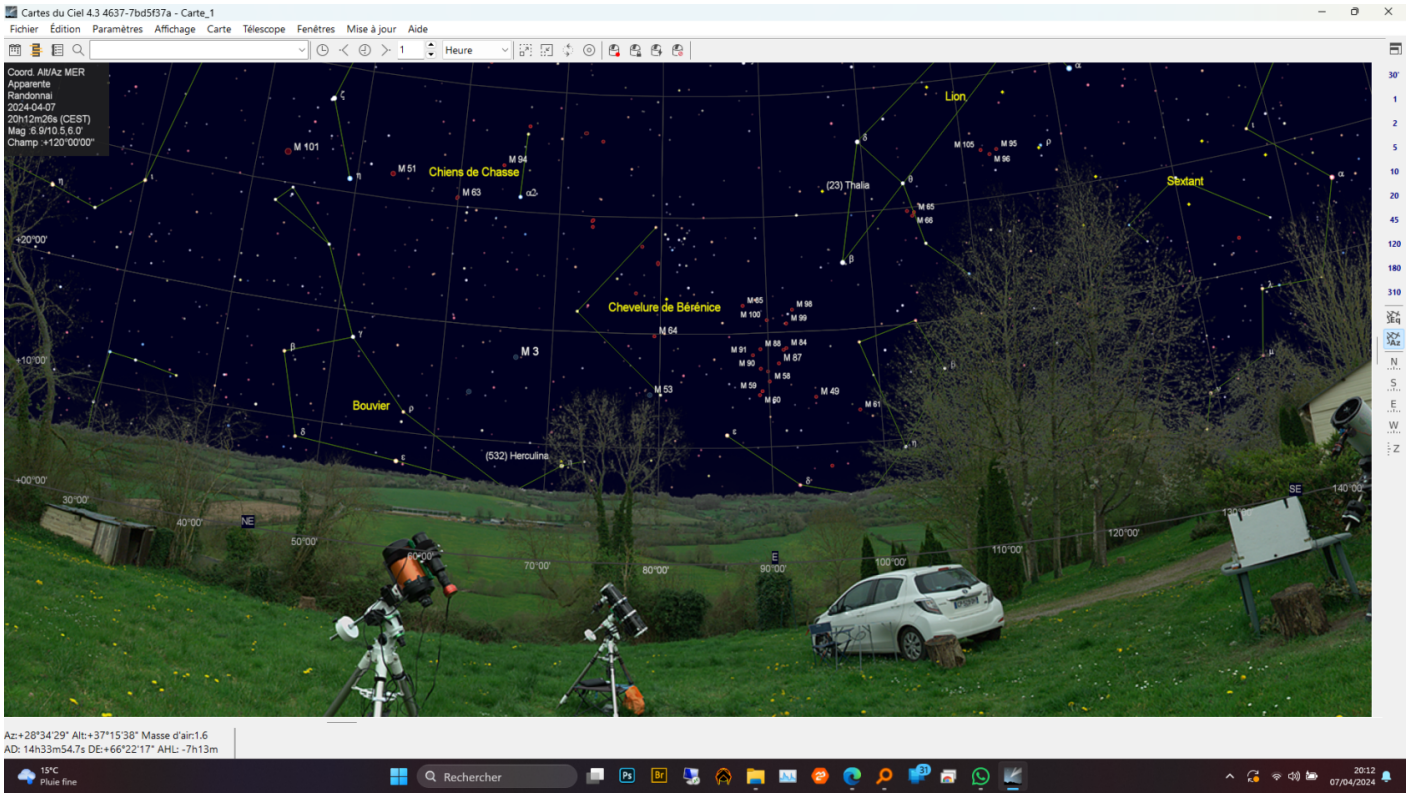 Cartes du Ciel 4.3 4637-7bd5f37a - Carte_1
Fichier Édition Paramètres Affichage Carte Télescope Fenêtres Mise à jour Aide
1 Heure
Coord. Alt/Az MER
Apparente
Randonnai
2024-04-07
20h12m26s (CEST)
Mag :6.9/10.5,6.0'
Champ :+120°00'00"
30'
1
2
5
10
20
45
120
180
310
Eq
Az
N
S
E
W
Z
α
ζ
Lion
δ
ι
M 101
M 105
M 95
ρ
M 96
M 94
M 51
Chiens de Chasse
η
ι
η
θ
Sextant
α
M 63
α2
(23) Thalia
M 65
M 66
+20°00'
β
λ
M 85
M 98
Chevelure de Bérénice
M 100
M 99
M 64
γ
β
M 3
M 91
M 88
M 84
M 87
M 90
μ
+10°00'
β
M 58
M 59
M 53
M 49
M 60
M 61
Bouvier
ρ
δ
ε
η
(532) Herculina
ε
δ
+00°00'
30°00'
40°00'
NE
50°00'
60°00'
70°00'
80°00'
E
90°00'
100°00'
110°00'
120°00'
130°00'
SE
140°00'
Az:+28°34'29" Alt:+37°15'38" Masse d'air:1.6
AD: 14h33m54.7s DE:+66°22'17" AHL: -7h13m
15°C
Pluie fine
Rechercher
Ps
Br
31
20:12
07/04/2024